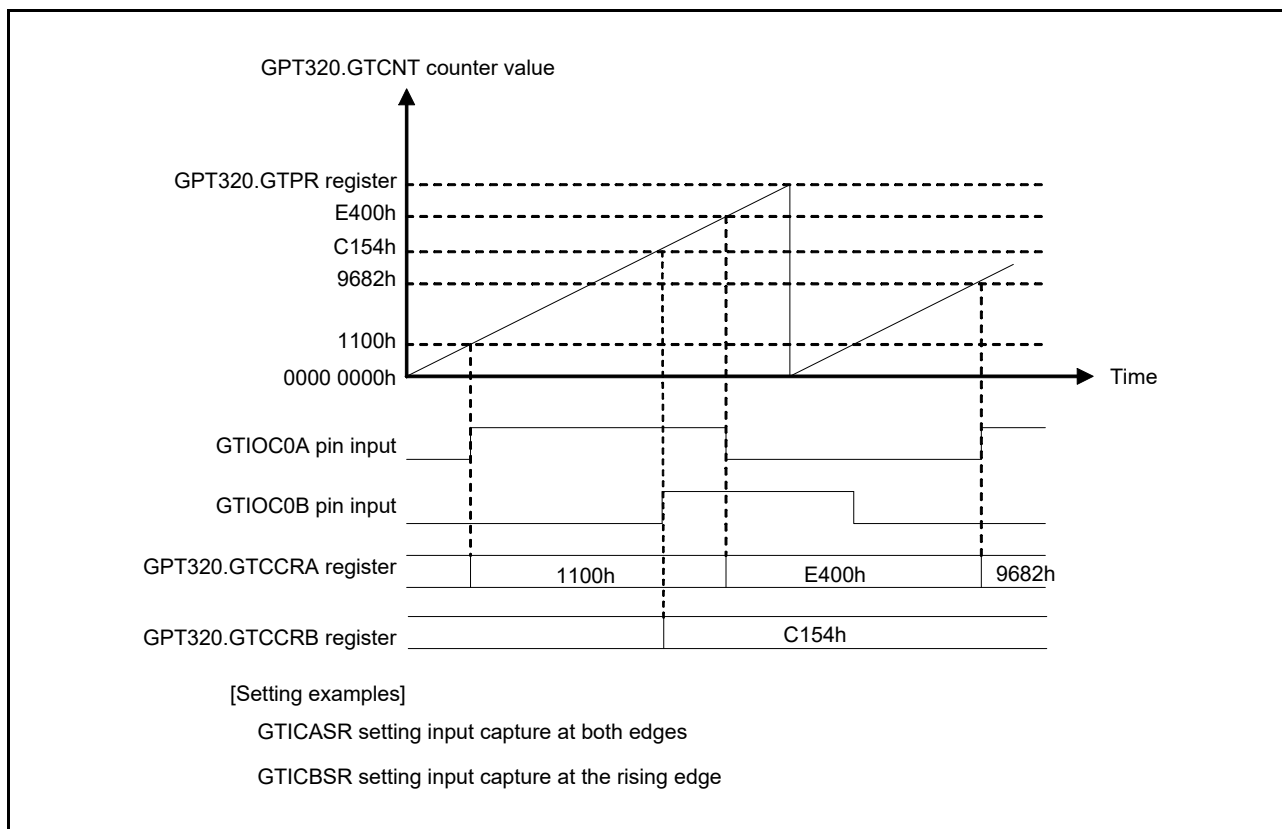 GPT320.GTCNT counter value
GPT320.GTPR register
E400h
C154h
9682h
1100h
0000 0000h
Time
GTIOC0A pin input
GTIOC0B pin input
GPT320.GTCCRA register
1100h
E400h
9682h
GPT320.GTCCRB register
C154h
[Setting examples]
GTICASR setting input capture at both edges
GTICBSR setting input capture at the rising edge